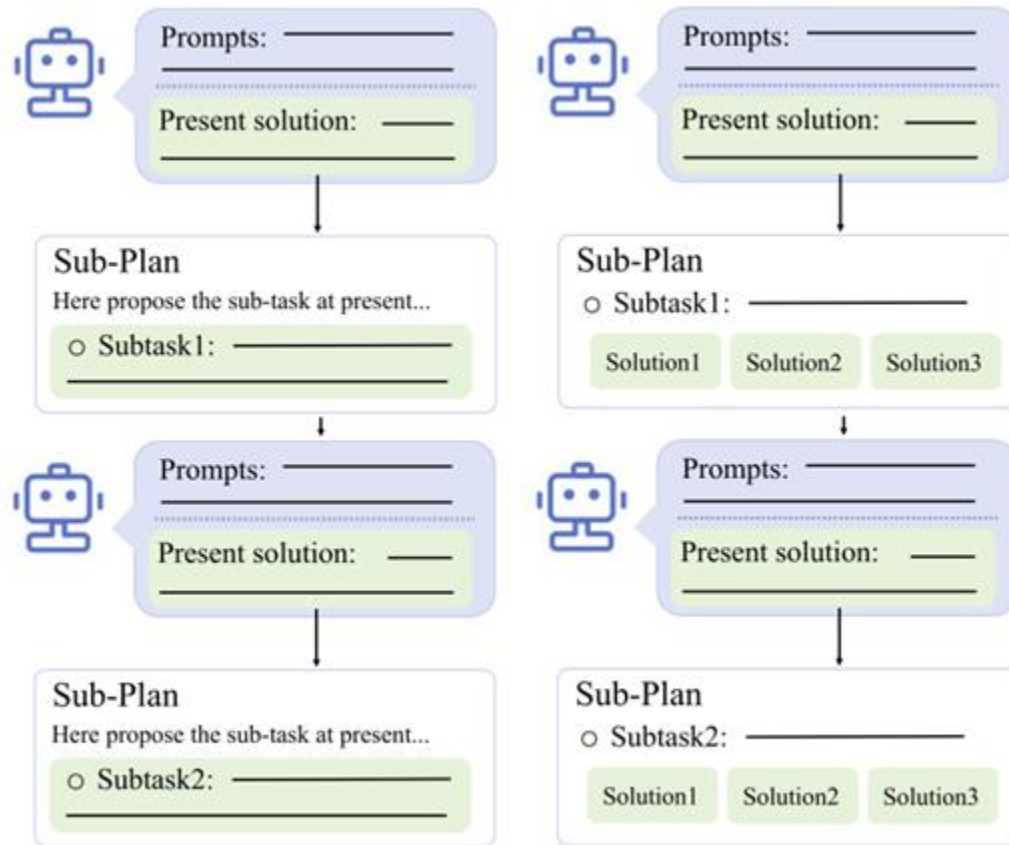 Prompts:
Present solution:
Sub-Plan
Here propose the sub-task at present...
Subtask1:
Prompts:
Present solution:
Sub-Plan
Here propose the sub-task at present...
Subtask2:
Prompts:
Present solution:
Sub-Plan
Subtask1:
Solution1 Solution2 Solution3
Prompts:
Present solution:
Sub-Plan
Subtask2:
Solution1 Solution2 Solution3